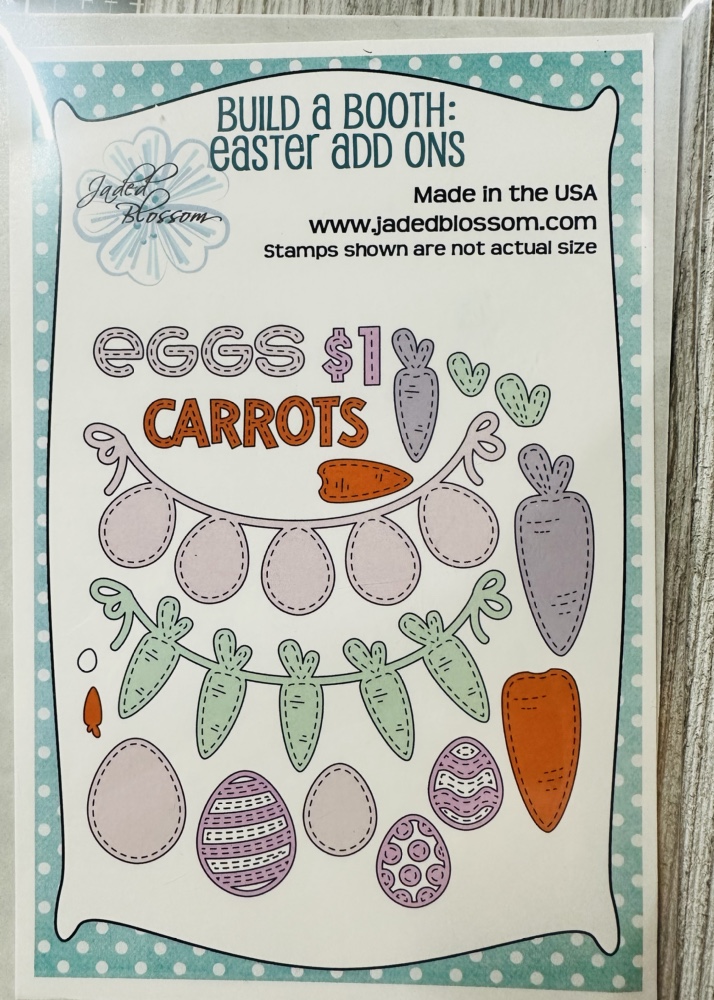 BUILD a BOOTH:
easter aDD ONS
Jaded
Blossom
Made in the USA
www.jadedblossom.com
Stamps shown are not actual size
eGGS $1
CARROTS